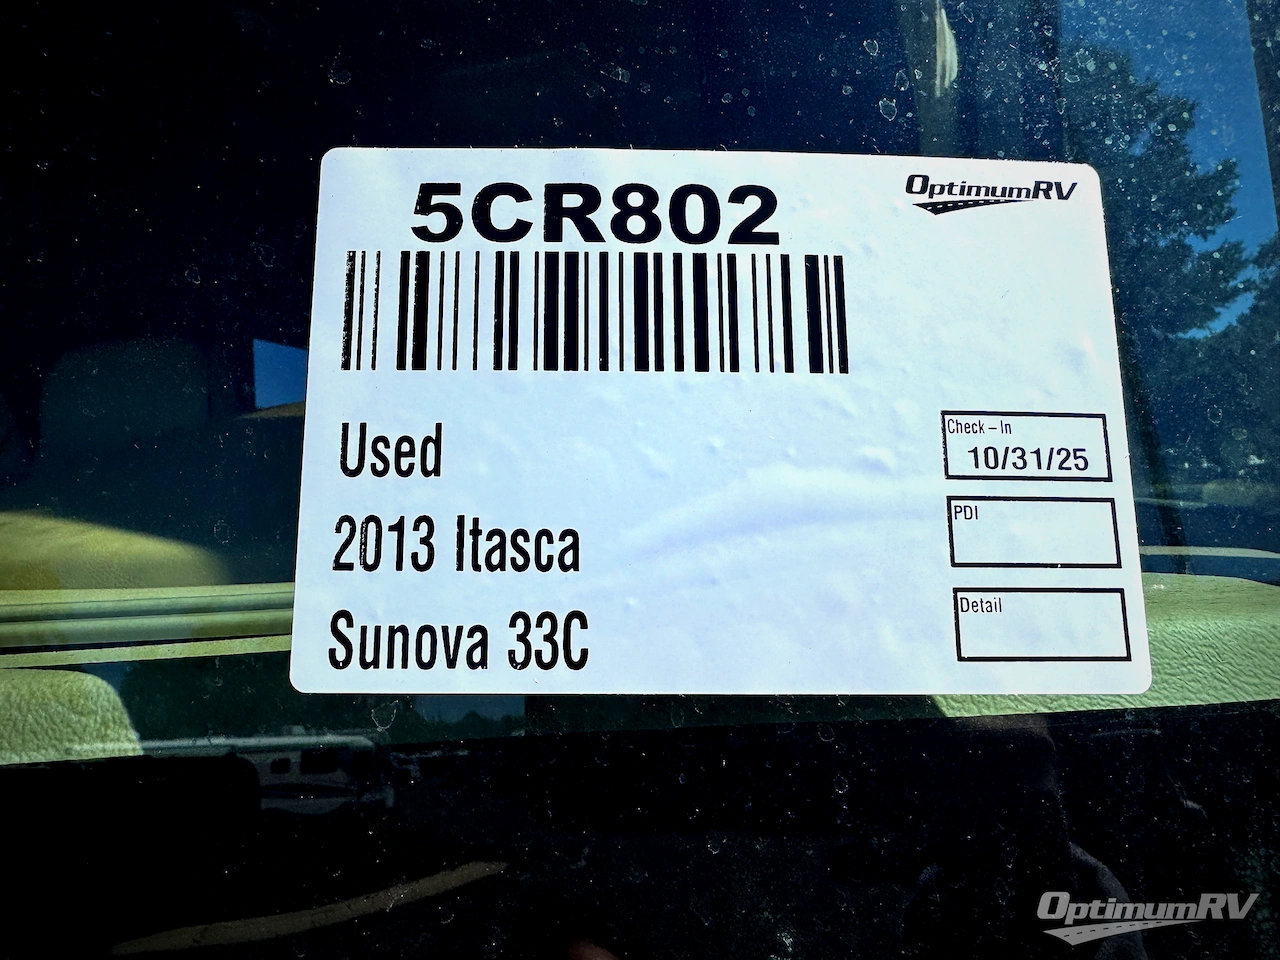 5CR802
OptimumRV
Used
2013 Itasca
Sunova 33C
Check – In
10/31/25
PDI
Detail
OptimumRV